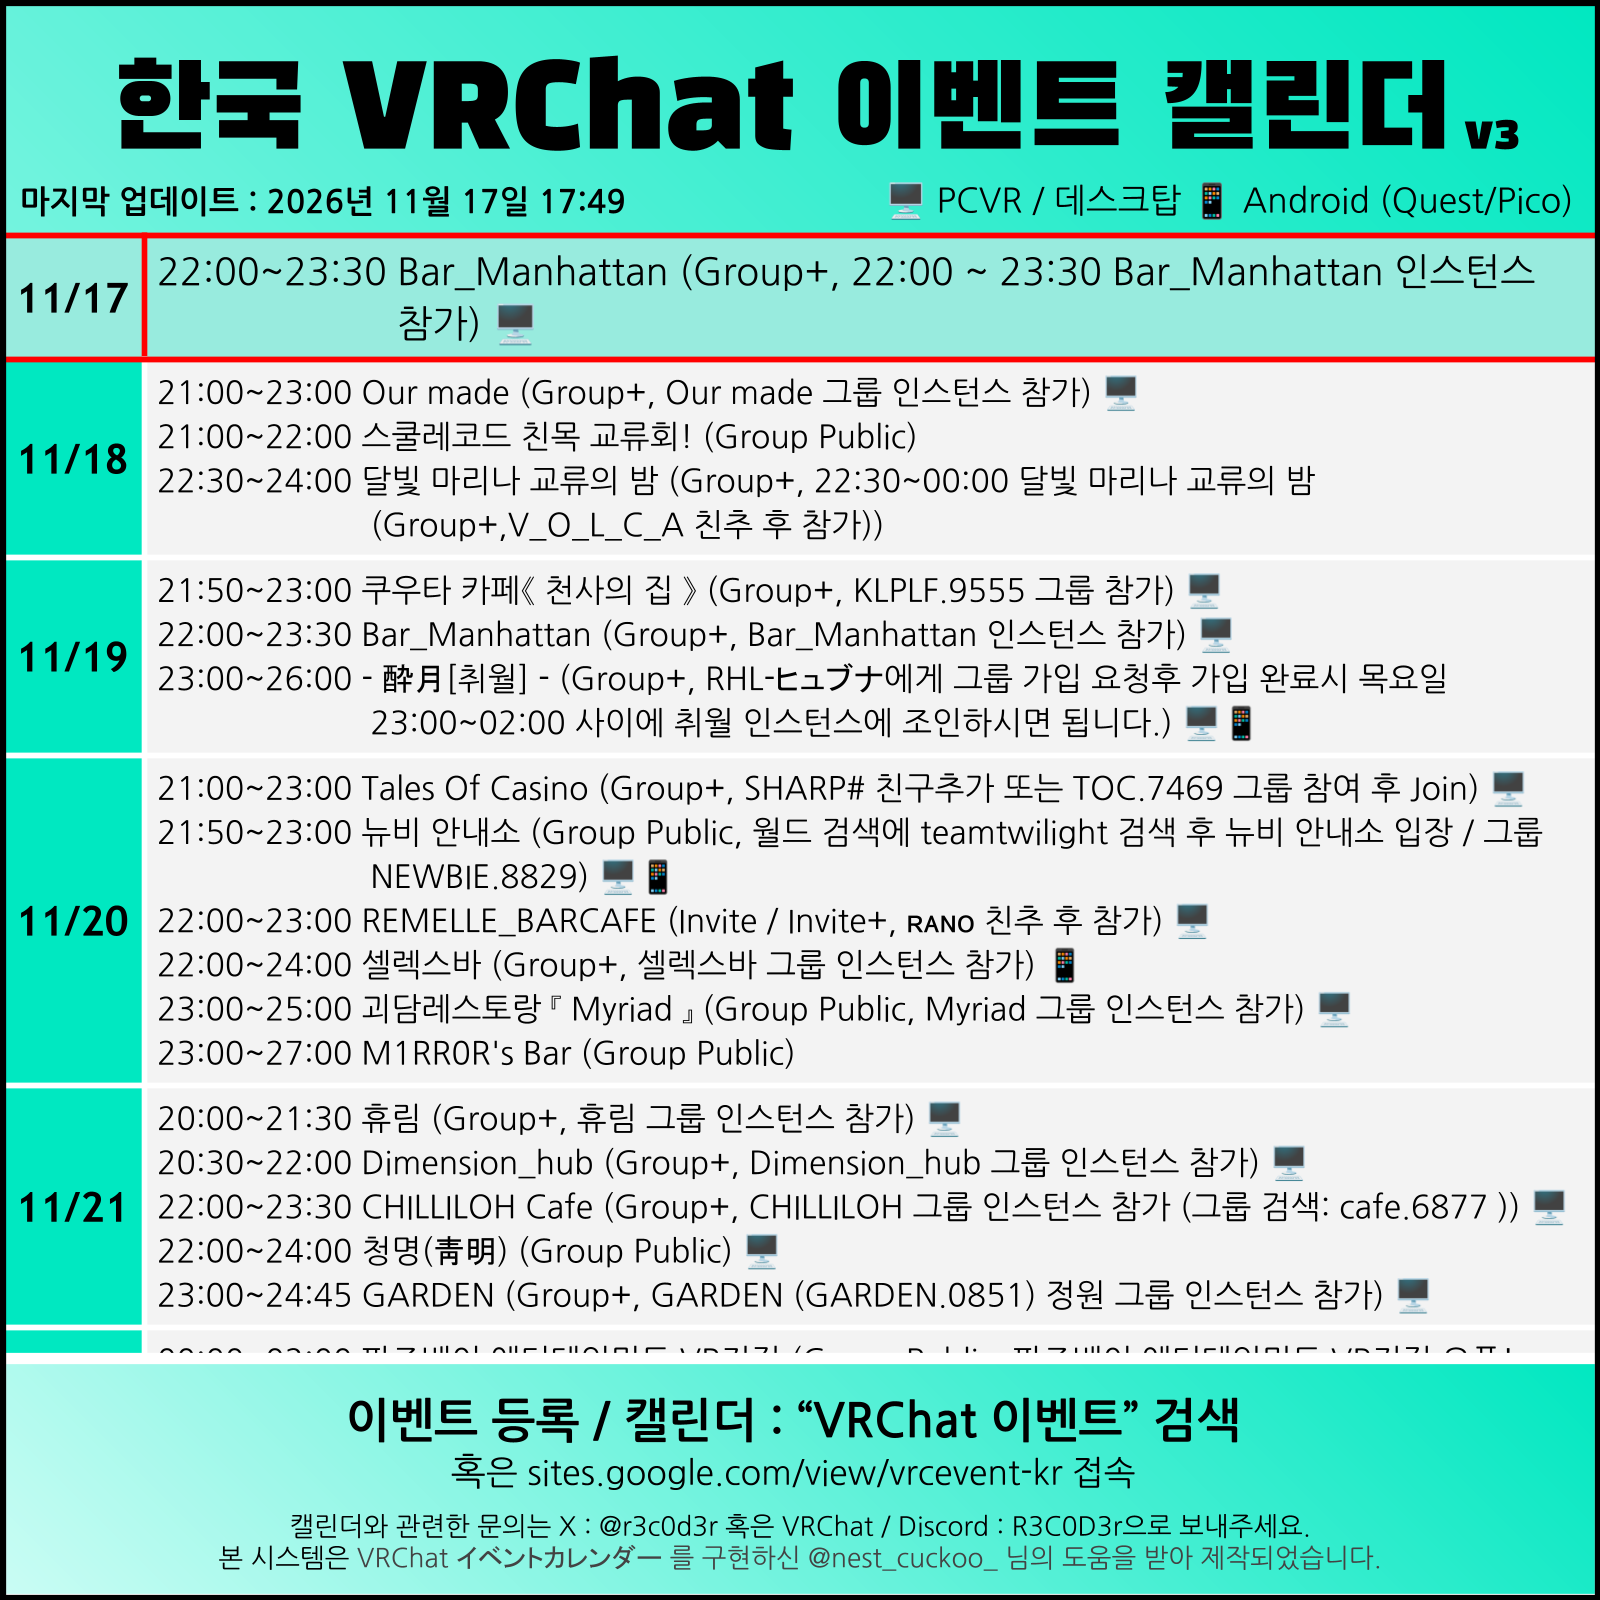 한국 VRChat 이벤트 캘린더 v3
마지막 업데이트 : 2026년 11월 17일 17:49
🖥️ PCVR / 데스크탑 📱 Android (Quest/Pico)
11/17
22:00~23:30 Bar_Manhattan (Group+, 22:00 ~ 23:30 Bar_Manhattan 인스턴스
참가) 🖥️
11/18
21:00~23:00 Our made (Group+, Our made 그룹 인스턴스 참가) 🖥️
21:00~22:00 스쿨레코드 친목 교류회! (Group Public)
22:30~24:00 달빛 마리나 교류의 밤 (Group+, 22:30~00:00 달빛 마리나 교류의 밤
(Group+,V_O_L_C_A 친추 후 참가))
11/19
21:50~23:00 쿠우타 카페《 천사의 집 》 (Group+, KLPLF.9555 그룹 참가) 🖥️
22:00~23:30 Bar_Manhattan (Group+, Bar_Manhattan 인스턴스 참가) 🖥️
23:00~26:00 - 酔月[취월] - (Group+, RHL-ヒュブナ에게 그룹 가입 요청후 가입 완료시 목요일
23:00~02:00 사이에 취월 인스턴스에 조인하시면 됩니다.) 🖥️📱
11/20
21:00~23:00 Tales Of Casino (Group+, SHARP# 친구추가 또는 TOC.7469 그룹 참여 후 Join) 🖥️
21:50~23:00 뉴비 안내소 (Group Public, 월드 검색에 teamtwilight 검색 후 뉴비 안내소 입장 / 그룹
NEWBIE.8829) 🖥️📱
22:00~23:00 REMELLE_BARCAFE (Invite / Invite+, ʀᴀɴᴏ 친추 후 참가) 🖥️
22:00~24:00 셀렉스바 (Group+, 셀렉스바 그룹 인스턴스 참가) 📱
23:00~25:00 괴담레스토랑『 Myriad 』 (Group Public, Myriad 그룹 인스턴스 참가) 🖥️
23:00~27:00 M1RR0R's Bar (Group Public)
11/21
20:00~21:30 휴림 (Group+, 휴림 그룹 인스턴스 참가) 🖥️
20:30~22:00 Dimension_hub (Group+, Dimension_hub 그룹 인스턴스 참가) 🖥️
22:00~23:30 CHILLILOH Cafe (Group+, CHILLILOH 그룹 인스턴스 참가 (그룹 검색: cafe.6877 )) 🖥️
22:00~24:00 청명(靑明) (Group Public) 🖥️
23:00~24:45 GARDEN (Group+, GARDEN (GARDEN.0851) 정원 그룹 인스턴스 참가) 🖥️
이벤트 등록 / 캘린더 : “VRChat 이벤트” 검색
혹은 sites.google.com/view/vrcevent-kr 접속
캘린더와 관련한 문의는 X : @r3c0d3r 혹은 VRChat / Discord : R3C0D3r으로 보내주세요.
본 시스템은 VRChat イベントカレンダー 를 구현하신 @nest_cuckoo_ 님의 도움을 받아 제작되었습니다.